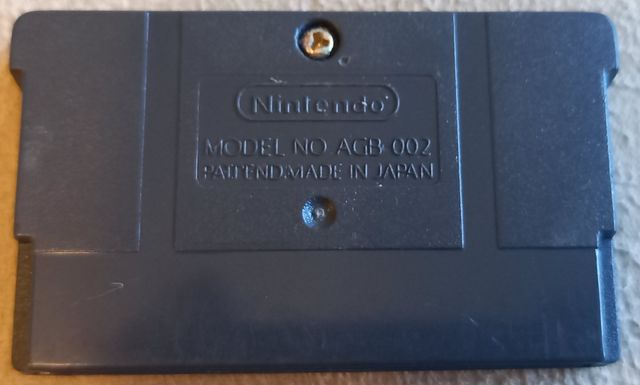 Nintendo
MODEL NO AGB-002
PAT.PEND.MADE IN JAPAN